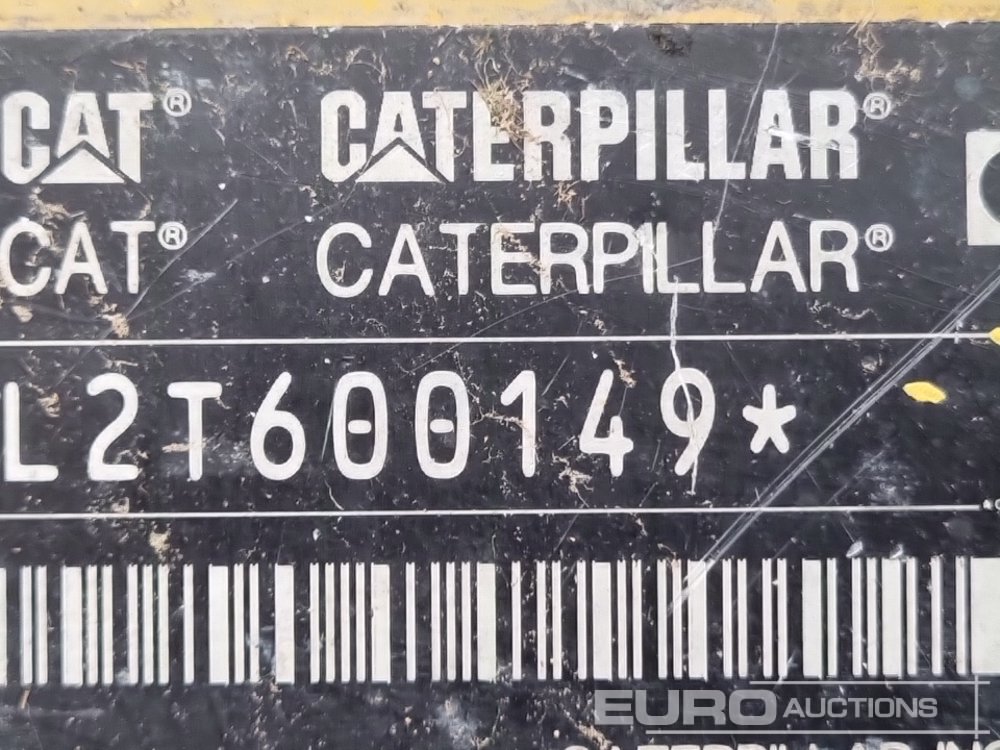 CAT® CATERPILLAR®
CAT® CATERPILLAR®
L2T600149*
EURO AUCTIONS